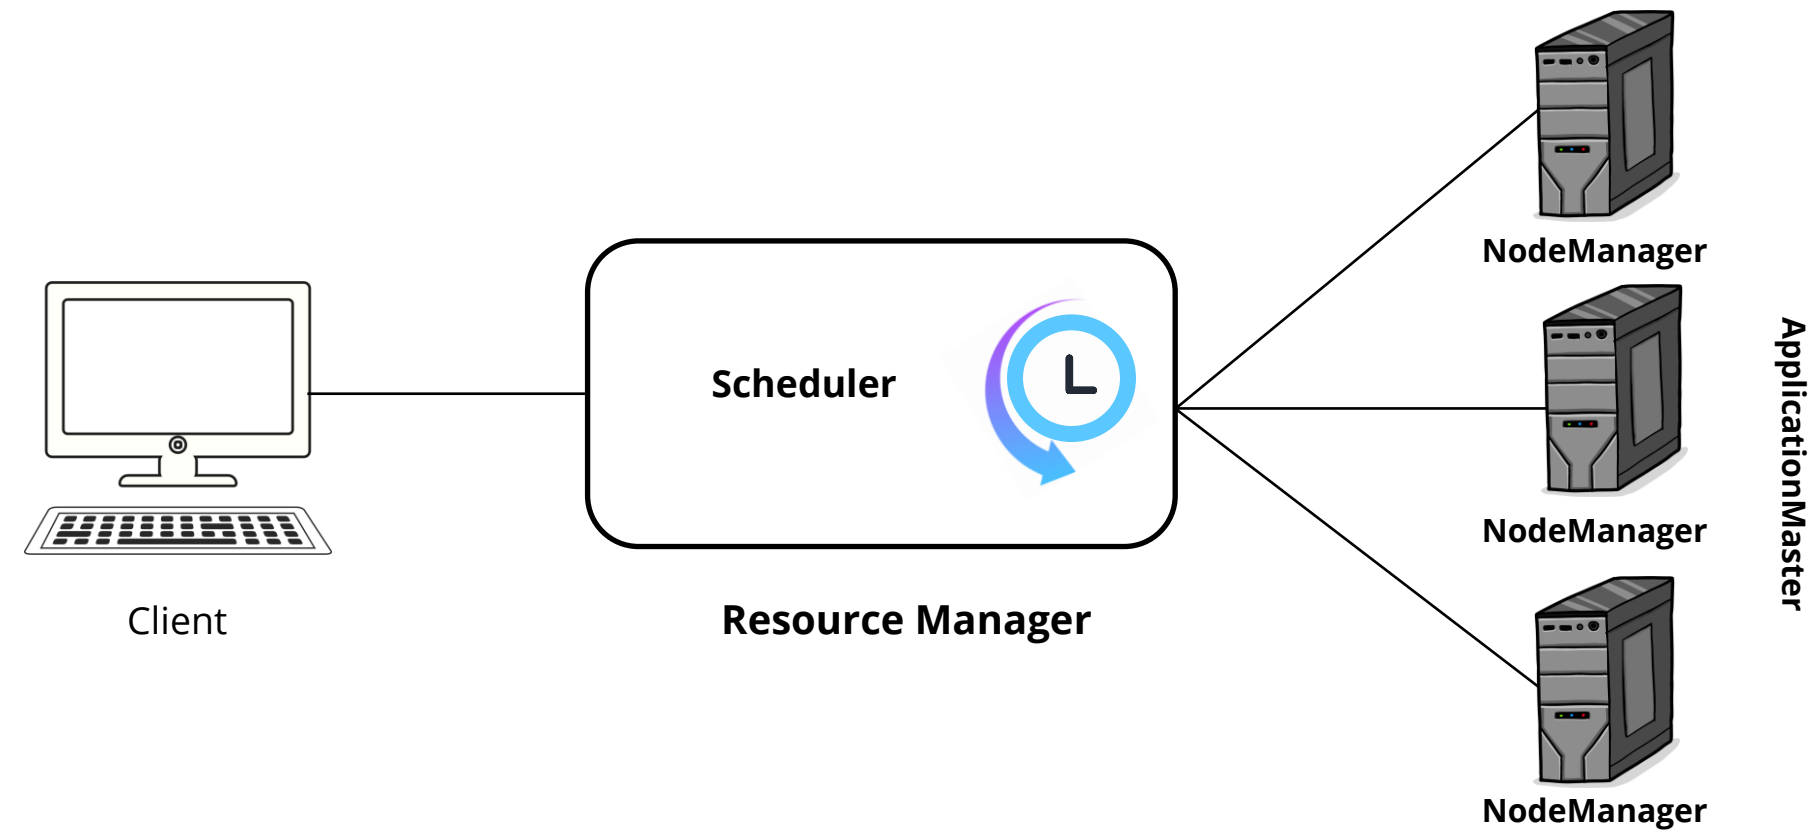 Client
Scheduler
Resource Manager
NodeManager
NodeManager
NodeManager
ApplicationMaster